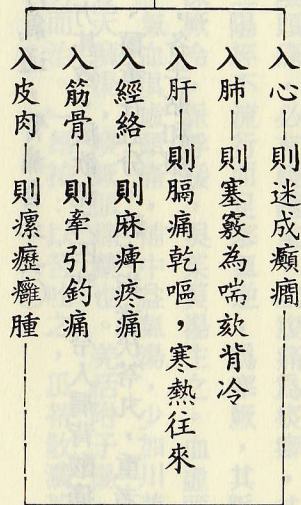 入心—則迷成癲癇
入肺—則塞竅為喘欬背冷
入肝—則膈痛乾嘔，寒熱往來
入經絡—則麻痺疼痛
入筋骨—則牽引釣痛
入皮肉—則瘰癧癰腫